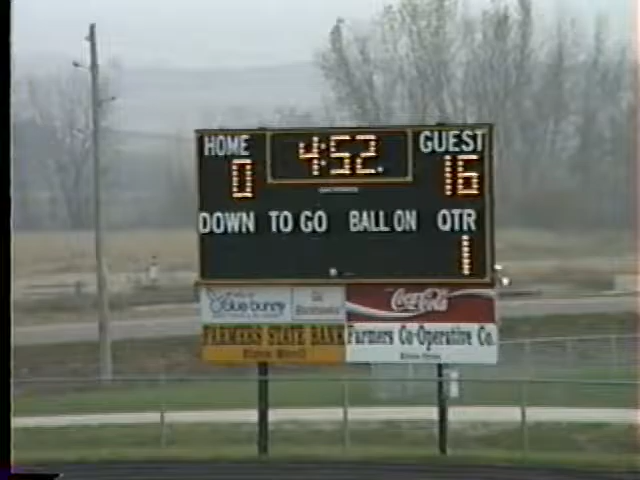 HOME 4:52 GUEST
0 16
DOWN TO GO BALL ON QTR
1
blue bunny
Coca-Cola
FARMERS STATE BANK
Farmers Co-Operative Co.